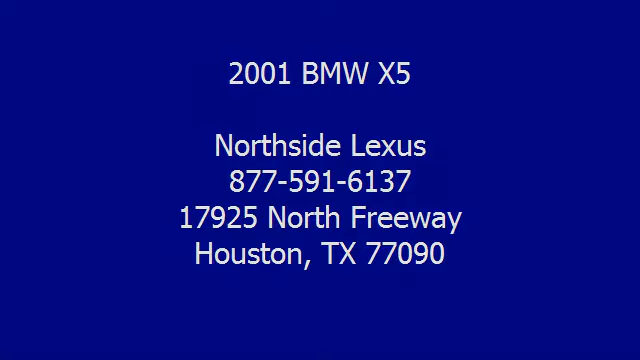 2001 BMW X5
Northside Lexus
877-591-6137
17925 North Freeway
Houston, TX 77090